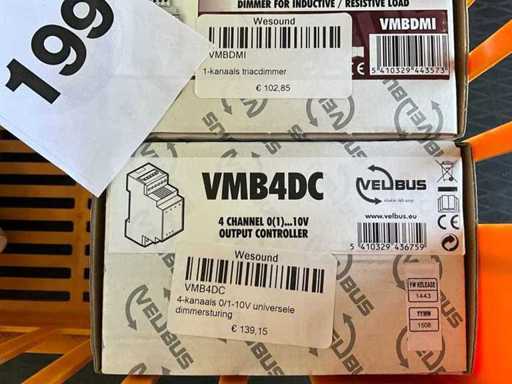 DIMMER FOR INDUCTIVE / RESISTIVE LOAD
199
Wesound
VMBDMI
VMBDMI
1-kanaals triacdimmer
€ 102,85
5 410329 443573
VMB4DC
VELBUS
4 CHANNEL 0(1)...10V
OUTPUT CONTROLLER
www.velbus.eu
5 410329 436759
Wesound
VMB4DC
4-kanaals 0/1-10V universele
dimmersturing
€ 139,15
FW RELEASE
1443
YYWW
1508
VELBUS